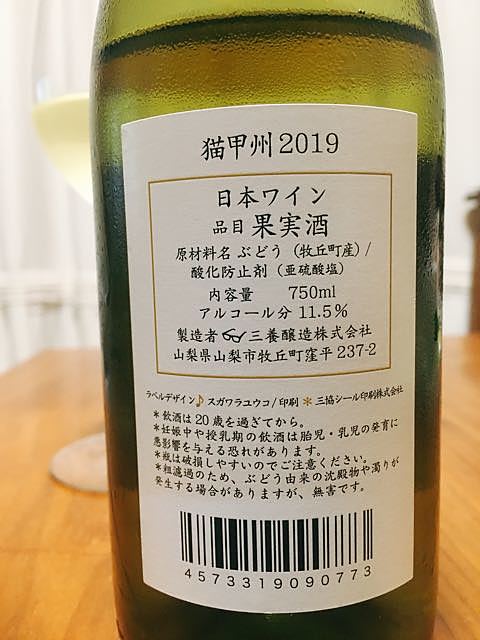 猫甲州2019
日本ワイン
品目 果実酒
原材料名 ぶどう（牧丘町産）/
酸化防止剤（亜硫酸塩）
内容量 750ml
アルコール分 11.5%
製造者 三養醸造株式会社
山梨県山梨市牧丘町窪平 237-2
ラベルデザイン♪スガワラユウコ/印刷＊三協シール印刷株式会社
＊飲酒は20歳を過ぎてから。
＊妊娠中や授乳期の飲酒は胎児・乳児の発育に
悪影響を与える恐れがあります。
＊瓶は破損しやすいのでご注意ください。
＊粗濾過のため、ぶどう由来の沈殿物や濁りが
発生する場合がありますが、無害です。
4573319090773